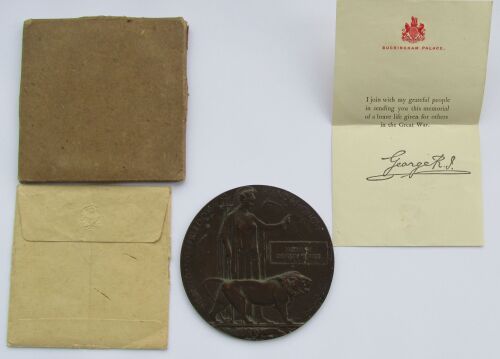 BUCKINGHAM PALACE.
I join with my grateful people
in sending you this memorial
of a brave life given for others
in the Great War.
George R.I.